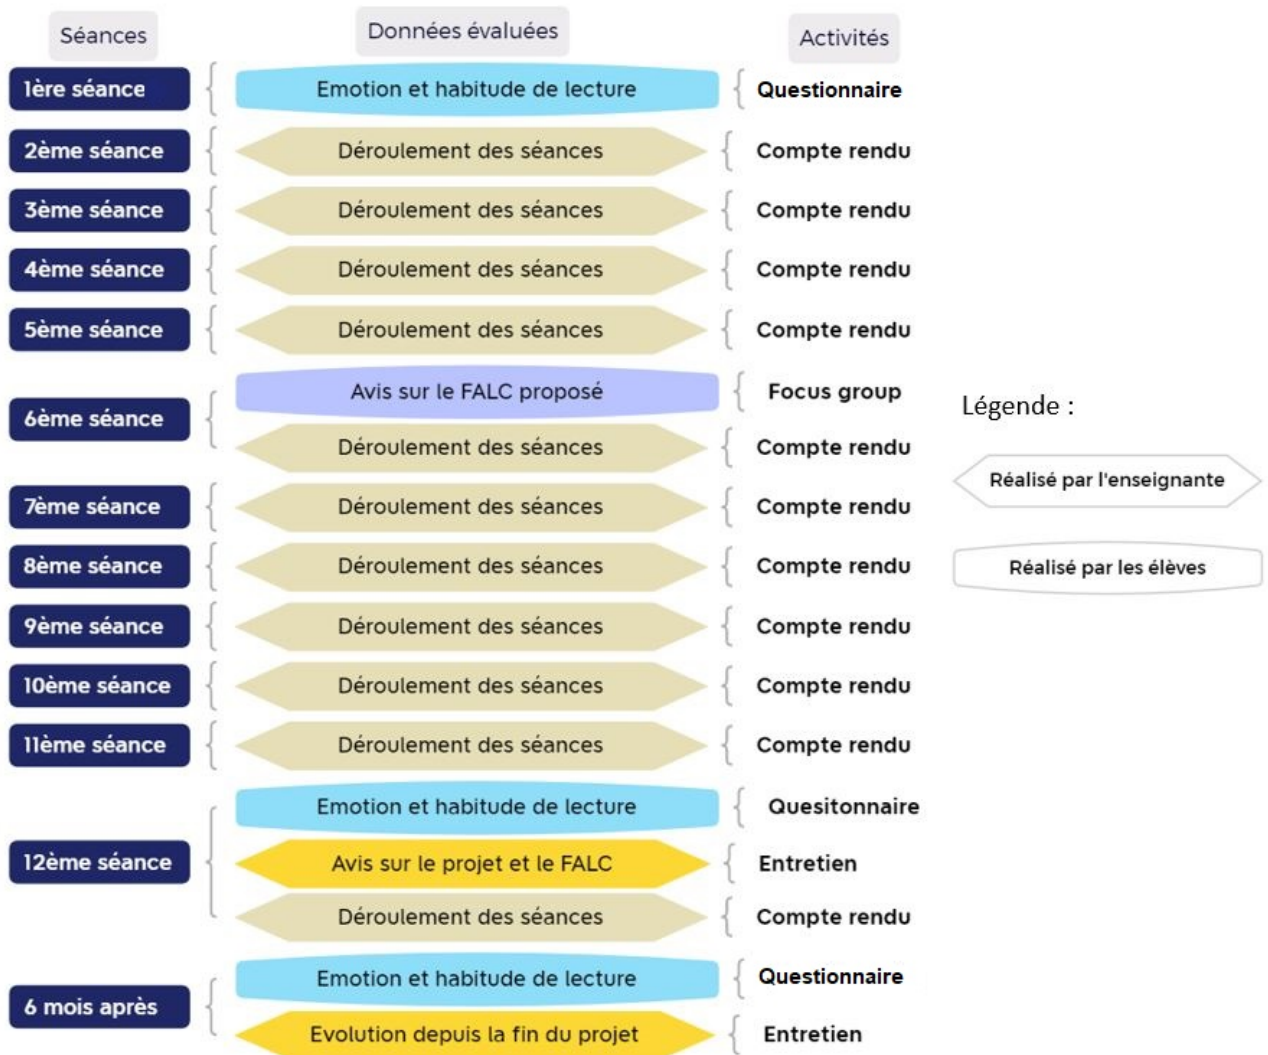 Séances
Données évaluées
Activités
1ère séance
Emotion et habitude de lecture
Questionnaire
2ème séance
Déroulement des séances
Compte rendu
3ème séance
Déroulement des séances
Compte rendu
4ème séance
Déroulement des séances
Compte rendu
5ème séance
Déroulement des séances
Compte rendu
6ème séance
Avis sur le FALC proposé
Focus group
Déroulement des séances
Compte rendu
7ème séance
Déroulement des séances
Compte rendu
8ème séance
Déroulement des séances
Compte rendu
9ème séance
Déroulement des séances
Compte rendu
10ème séance
Déroulement des séances
Compte rendu
11ème séance
Déroulement des séances
Compte rendu
12ème séance
Emotion et habitude de lecture
Quesitonnaire
Avis sur le projet et le FALC
Entretien
Déroulement des séances
Compte rendu
6 mois après
Emotion et habitude de lecture
Questionnaire
Evolution depuis la fin du projet
Entretien
Légende :
Réalisé par l'enseignante
Réalisé par les élèves